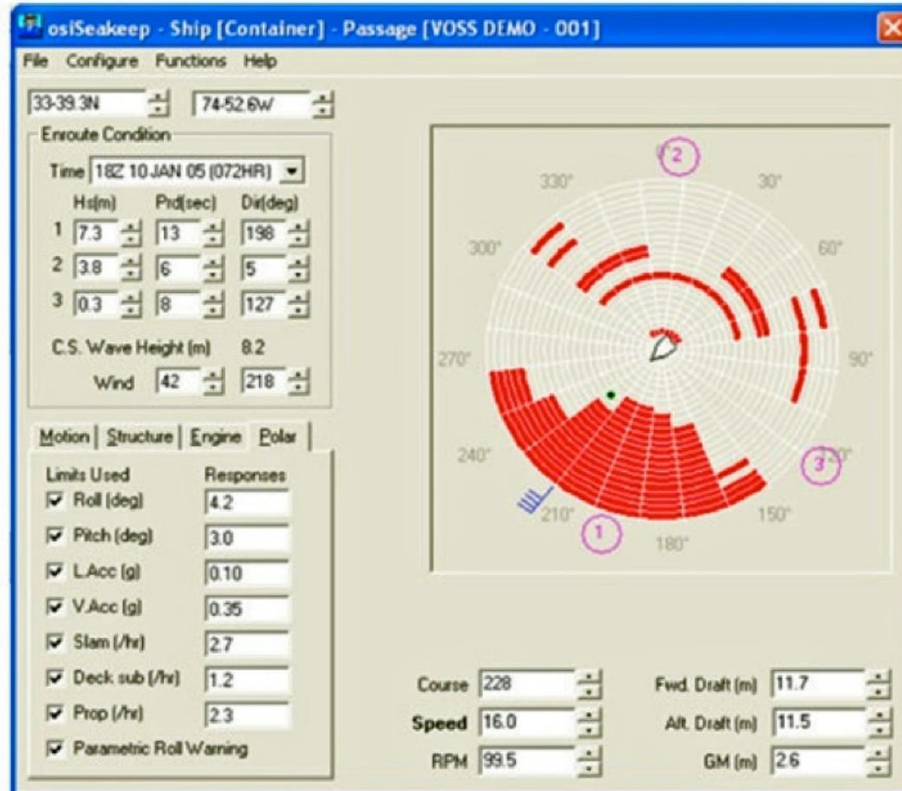 osiSeakeep - Ship [Container] - Passage [VOSS DEMO - 001]
File Configure Functions Help
33-39.3N 74-52.6W
Enroute Condition
Time 18Z 10 JAN 05 (072HR)
Hs(m) Prd(sec) Dir(deg)
1 7.3 13 198
2 3.8 6 5
3 0.3 8 127
C.S. Wave Height (m) 8.2
Wind 42 218
Motion Structure Engine Polar
Limits Used Responses
Roll (deg) 4.2
Pitch (deg) 3.0
L.Acc (g) 0.10
V.Acc (g) 0.35
Slam (/hr) 2.7
Deck sub (/hr) 1.2
Prop (/hr) 2.3
Parametric Roll Warning
2
330° 30°
300° 60°
270° 90°
240° 120°
3
210° 150°
1
180°
Course 228 Fwd. Draft (m) 11.7
Speed 16.0 Aft. Draft (m) 11.5
RPM 99.5 GM (m) 2.6